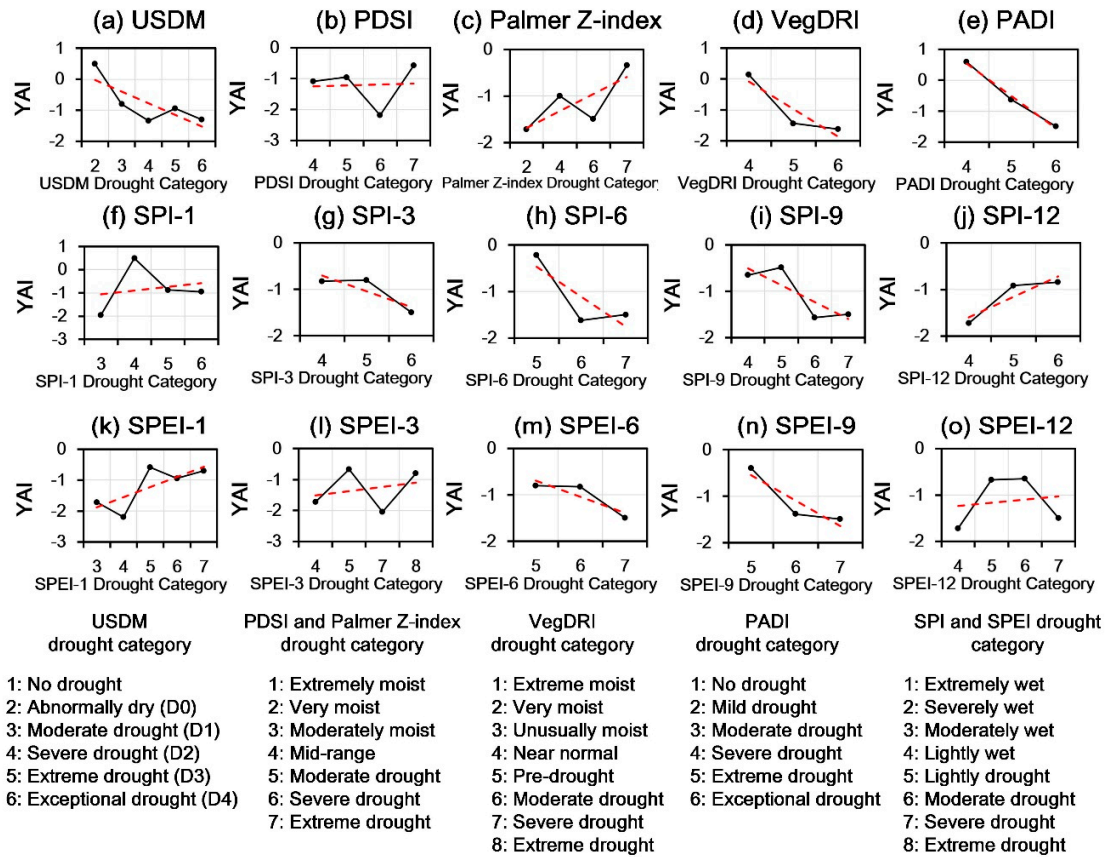 (a) USDM (b) PDSI (c) Palmer Z-index (d) VegDRI (e) PADI
YAI
1
0
-1
-2
2 3 4 5 6
USDM Drought Category
0
-1
-2
-3
4 5 6 7
PDSI Drought Category
0
-1
-2
2 4 6 7
Palmer Z-index Drought Category
1
0
-1
-2
4 5 6
VegDRI Drought Category
1
0
-1
-2
4 5 6
PADI Drought Category
(f) SPI-1 (g) SPI-3 (h) SPI-6 (i) SPI-9 (j) SPI-12
YAI
1
0
-1
-2
-3
3 4 5 6
SPI-1 Drought Category
0
-1
-2
4 5 6
SPI-3 Drought Category
YAI
0
-1
-2
5 6 7
SPI-6 Drought Category
YAI
0
-1
-2
4 5 6 7
SPI-9 Drought Category
YAI
0
-1
-2
4 5 6
SPI-12 Drought Category
(k) SPEI-1 (l) SPEI-3 (m) SPEI-6 (n) SPEI-9 (o) SPEI-12
YAI
0
-1
-2
-3
3 4 5 6 7
SPEI-1 Drought Category
YAI
0
-1
-2
-3
4 5 7 8
SPEI-3 Drought Category
YAI
0
-1
-2
5 6 7
SPEI-6 Drought Category
YAI
0
-1
-2
5 6 7
SPEI-9 Drought Category
YAI
0
-1
-2
4 5 6 7
SPEI-12 Drought Category
USDM
drought category
1: No drought
2: Abnormally dry (D0)
3: Moderate drought (D1)
4: Severe drought (D2)
5: Extreme drought (D3)
6: Exceptional drought (D4)
PDSI and Palmer Z-index
drought category
1: Extremely moist
2: Very moist
3: Moderately moist
4: Mid-range
5: Moderate drought
6: Severe drought
7: Extreme drought
VegDRI
drought category
1: Extreme moist
2: Very moist
3: Unusually moist
4: Near normal
5: Pre-drought
6: Moderate drought
7: Severe drought
8: Extreme drought
PADI
drought category
1: No drought
2: Mild drought
3: Moderate drought
4: Severe drought
5: Extreme drought
6: Exceptional drought
SPI and SPEI drought
category
1: Extremely wet
2: Severely wet
3: Moderately wet
4: Lightly wet
5: Lightly drought
6: Moderate drought
7: Severe drought
8: Extreme drought